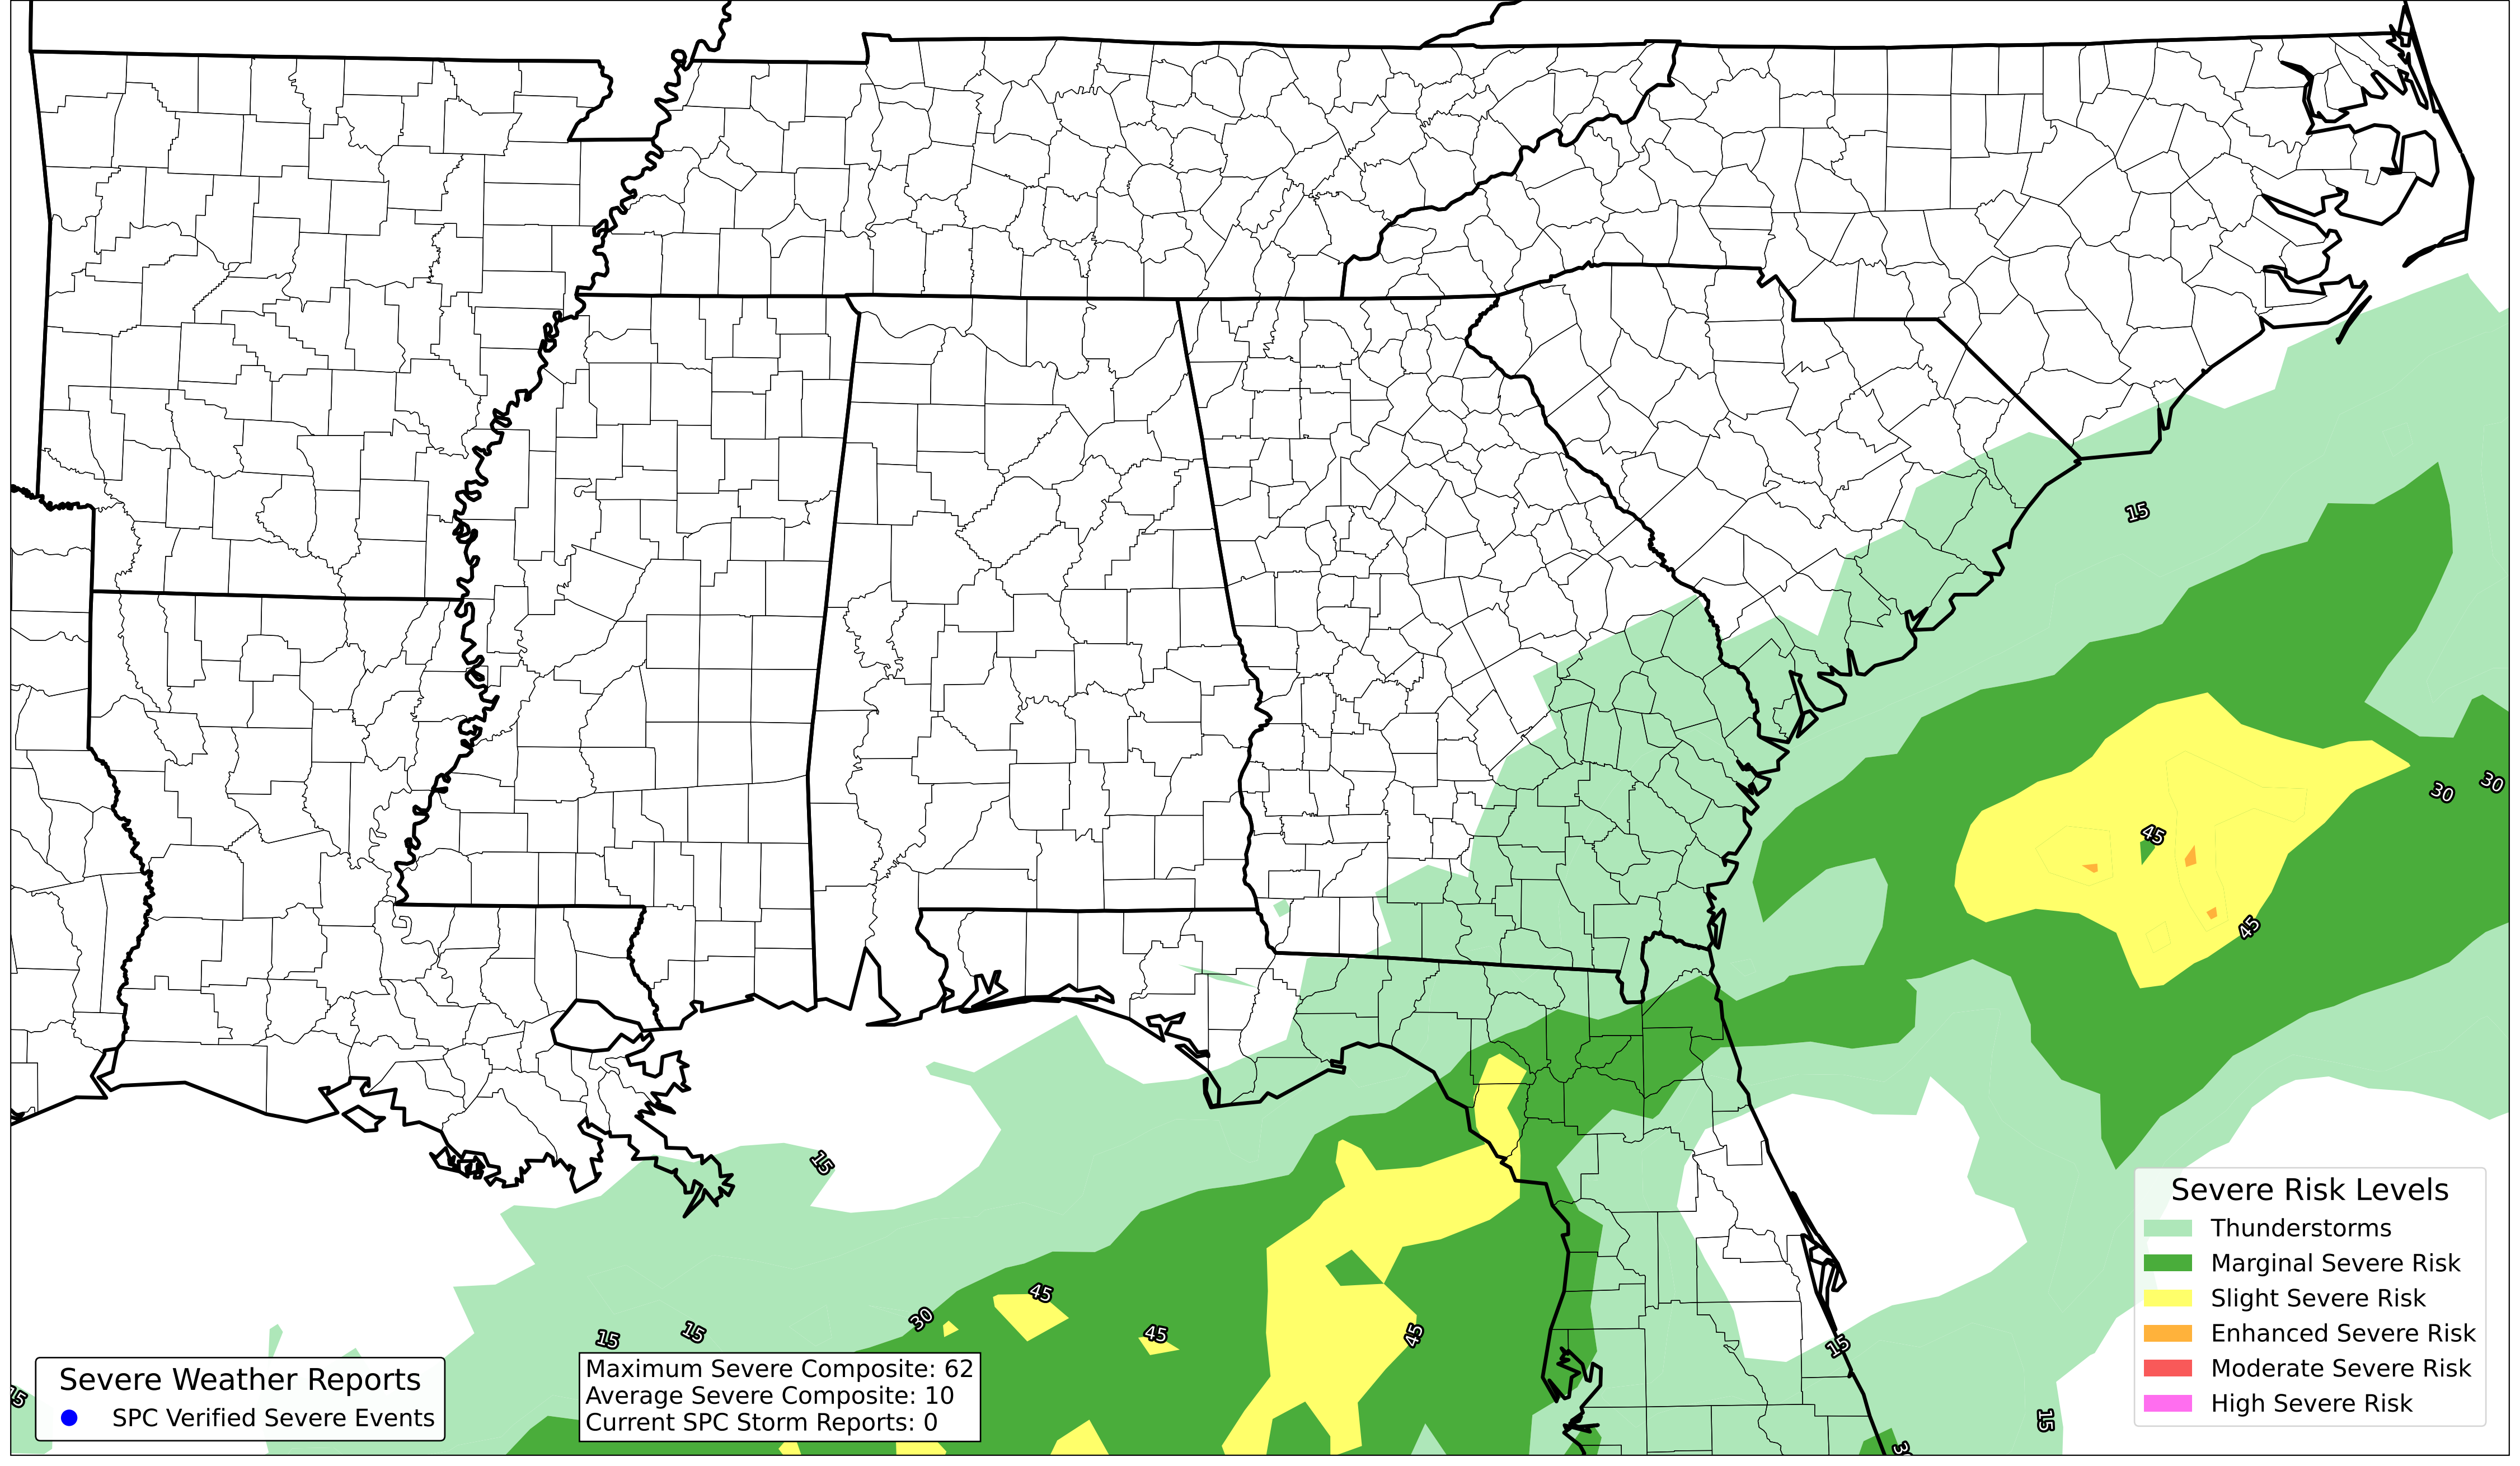 15
30
30
45
45
15
45
30
45
45
15
15
15
15
15
3
Severe Weather Reports
SPC Verified Severe Events
Maximum Severe Composite: 62
Average Severe Composite: 10
Current SPC Storm Reports: 0
Severe Risk Levels
Thunderstorms
Marginal Severe Risk
Slight Severe Risk
Enhanced Severe Risk
Moderate Severe Risk
High Severe Risk